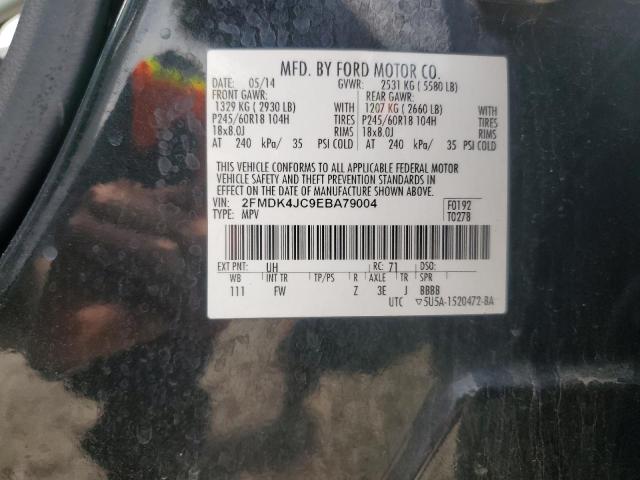 MFD. BY FORD MOTOR CO.
DATE: 05/14 GVWR: 2531 KG ( 5580 LB)
FRONT GAWR: REAR GAWR:
1329 KG ( 2930 LB) WITH 1207 KG ( 2660 LB) WITH
P245/60R18 104H TIRES P245/60R18 104H TIRES
18x8.0J RIMS 18x8.0J RIMS
AT 240 kPa/ 35 PSI COLD AT 240 kPa/ 35 PSI COLD
THIS VEHICLE CONFORMS TO ALL APPLICABLE FEDERAL MOTOR
VEHICLE SAFETY AND THEFT PREVENTION STANDARDS IN
EFFECT ON THE DATE OF MANUFACTURE SHOWN ABOVE.
VIN: 2FMDK4JC9EBA79004 F0192
TYPE: MPV T0278
EXT PNT: UH RC: 71 DSO:
WB INT TR TP/PS R AXLE TR SPR
111 FW Z 3E J BBBB
UTC ▽5U5A-1520472-BA